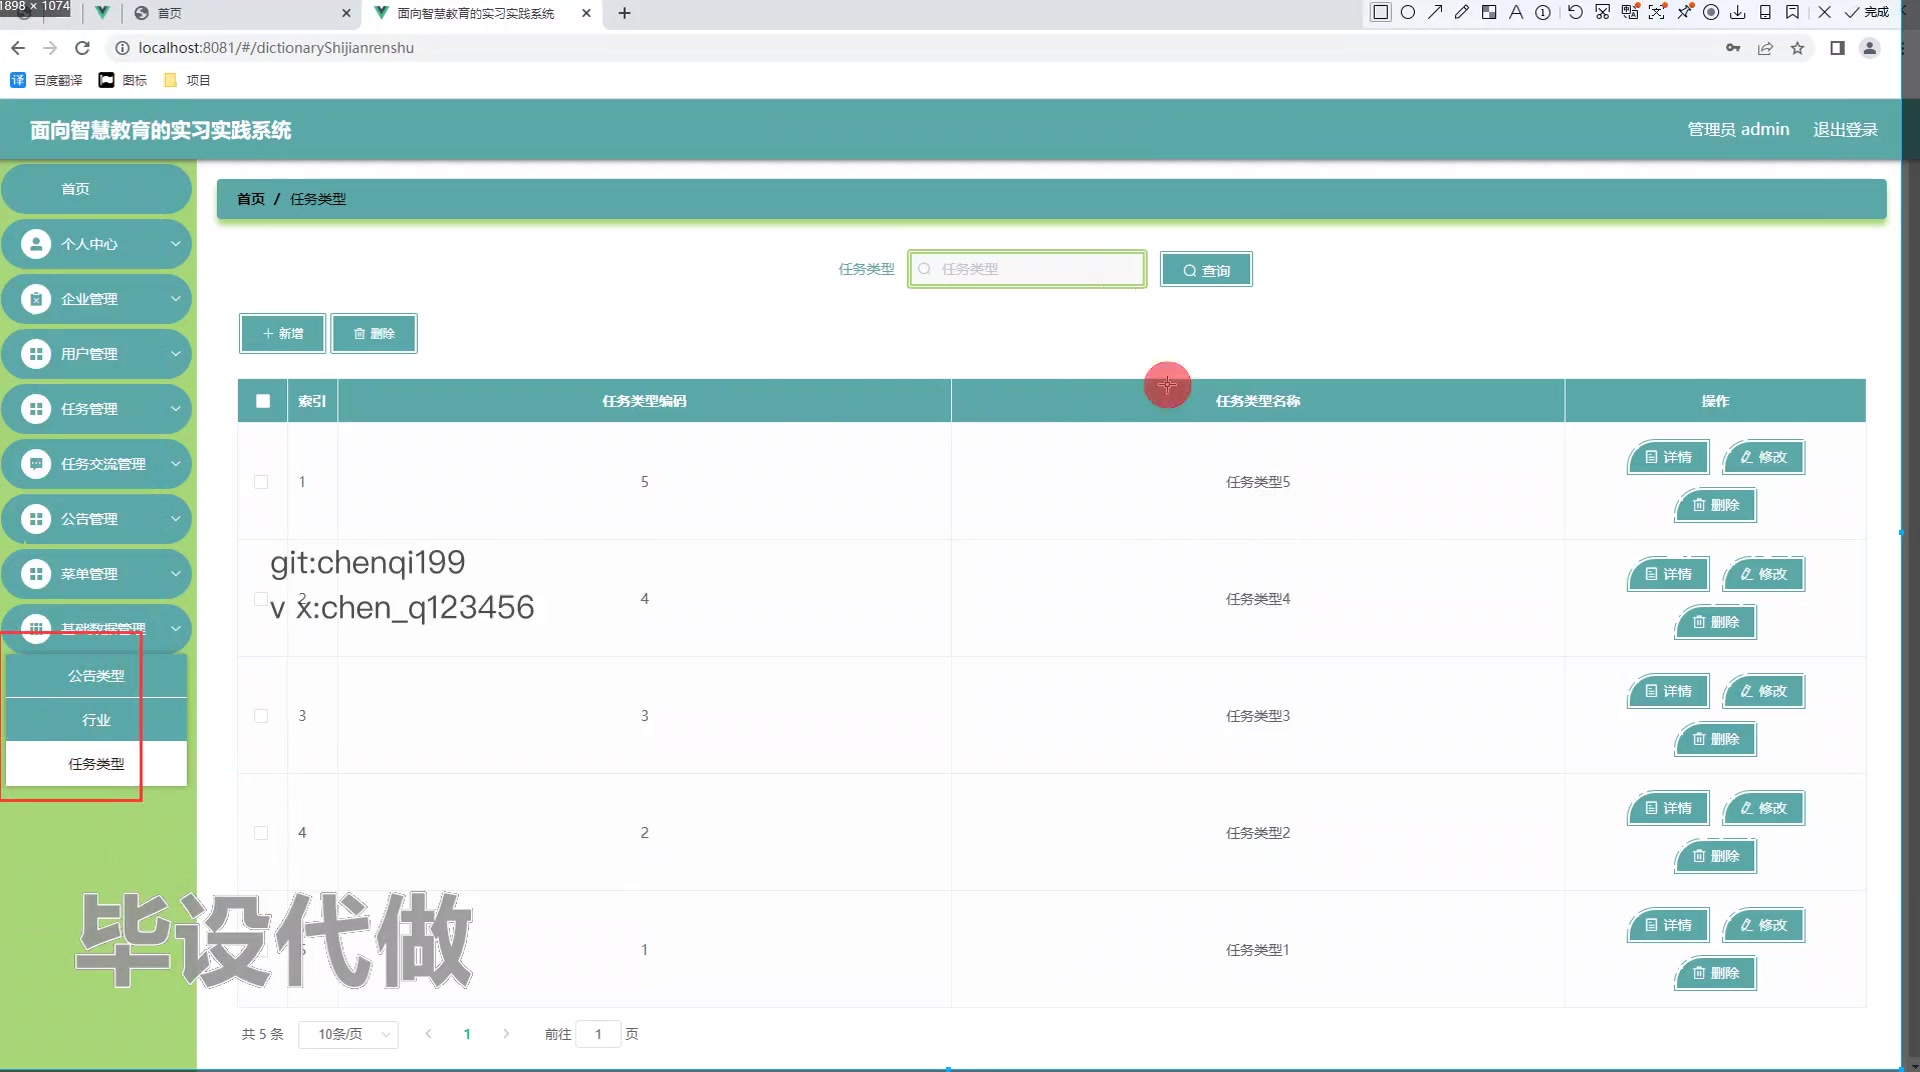 1898 × 1074
首页
面向智慧教育的实习实践系统
完成
localhost:8081/#/dictionaryShijianrenshu
百度翻译 图标 项目
面向智慧教育的实习实践系统
管理员 admin 退出登录
首页
个人中心
企业管理
用户管理
任务管理
任务交流管理
公告管理
菜单管理
基础数据管理
公告类型
行业
任务类型
首页 / 任务类型
任务类型 任务类型 查询
新增 删除
索引 任务类型编码 任务类型名称 操作
1 5 任务类型5 详情 修改
删除
2 4 任务类型4 详情 修改
删除
3 3 任务类型3 详情 修改
删除
4 2 任务类型2 详情 修改
删除
5 1 任务类型1 详情 修改
删除
git:chenqi199
v x:chen_q123456
毕设代做
共 5 条 10条/页 1 前往 1 页